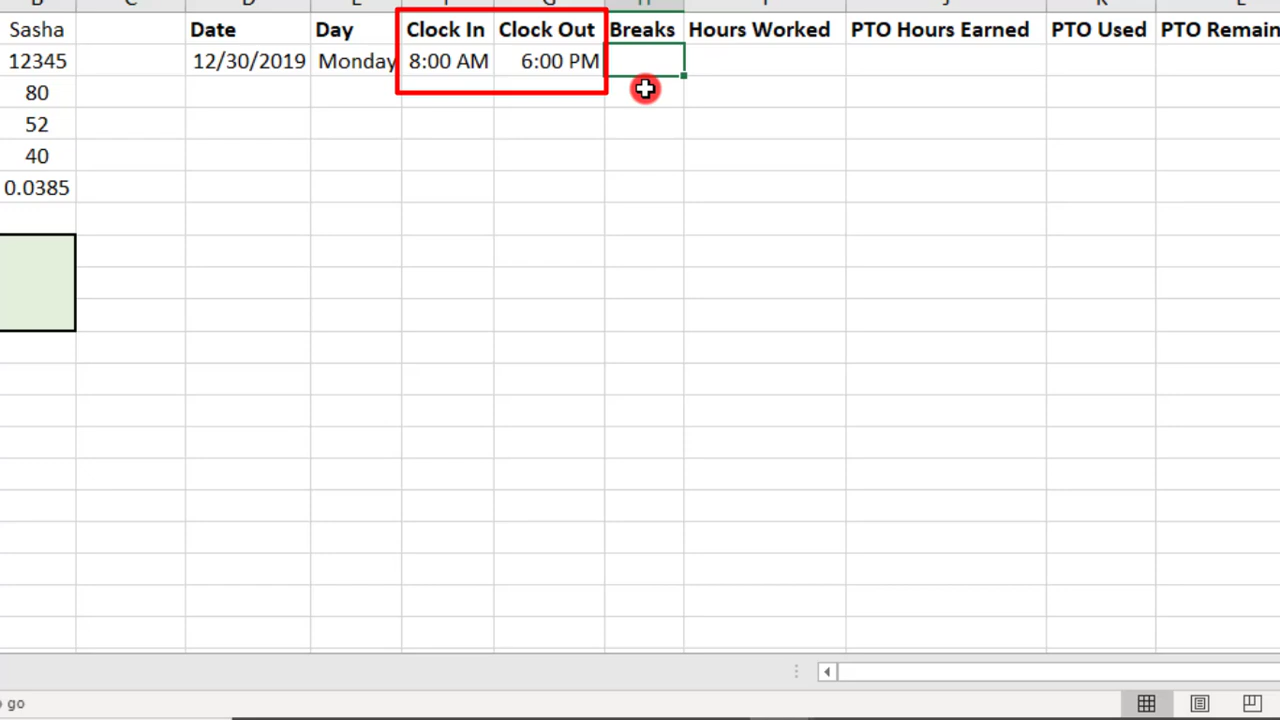 Sasha Date Day Clock In Clock Out Breaks Hours Worked PTO Hours Earned PTO Used PTO Remain
12345 12/30/2019 Monday 8:00 AM 6:00 PM
80
52
40
0.0385
go